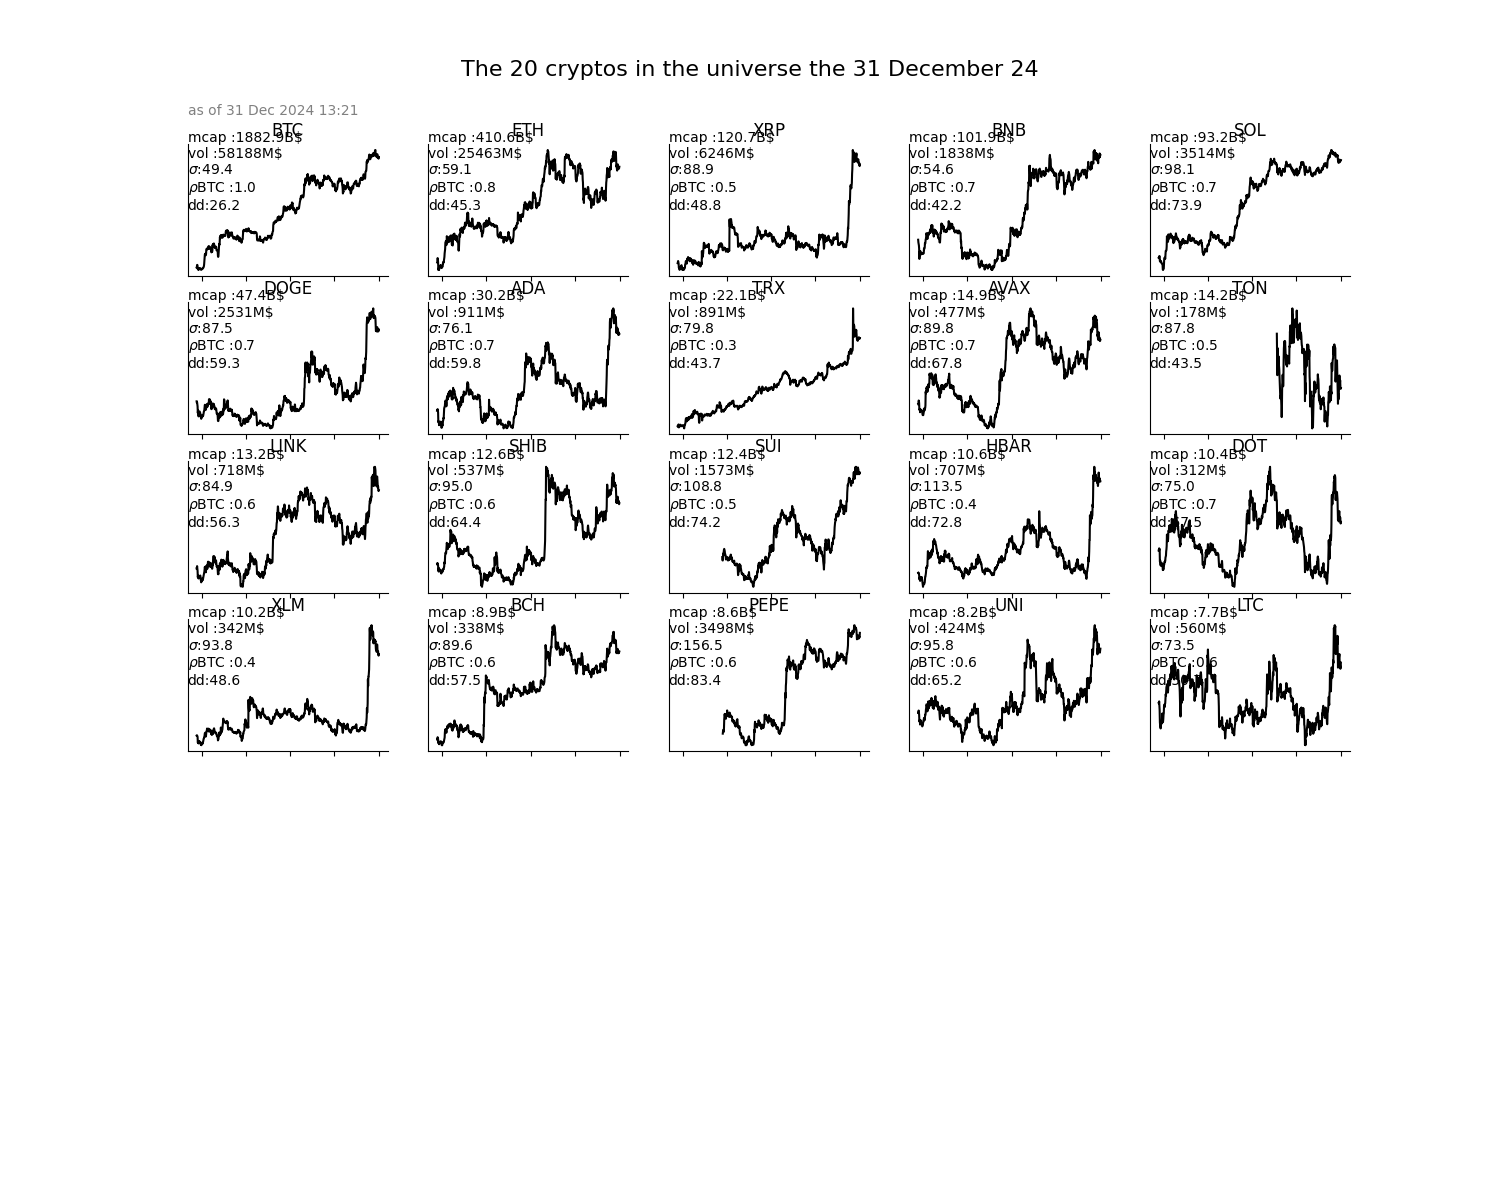 The 20 cryptos in the universe the 31 December 24
as of 31 Dec 2024 13:21
BTC
mcap :1882.9B$
vol :58188M$
σ:49.4
ρBTC :1.0
dd:26.2
ETH
mcap :410.6B$
vol :25463M$
σ:59.1
ρBTC :0.8
dd:45.3
XRP
mcap :120.7B$
vol :6246M$
σ:88.9
ρBTC :0.5
dd:48.8
BNB
mcap :101.9B$
vol :1838M$
σ:54.6
ρBTC :0.7
dd:42.2
SOL
mcap :93.2B$
vol :3514M$
σ:98.1
ρBTC :0.7
dd:73.9
DOGE
mcap :47.4B$
vol :2531M$
σ:87.5
ρBTC :0.7
dd:59.3
ADA
mcap :30.2B$
vol :911M$
σ:76.1
ρBTC :0.7
dd:59.8
TRX
mcap :22.1B$
vol :891M$
σ:79.8
ρBTC :0.3
dd:43.7
AVAX
mcap :14.9B$
vol :477M$
σ:89.8
ρBTC :0.7
dd:67.8
TON
mcap :14.2B$
vol :178M$
σ:87.8
ρBTC :0.5
dd:43.5
LINK
mcap :13.2B$
vol :718M$
σ:84.9
ρBTC :0.6
dd:56.3
SHIB
mcap :12.6B$
vol :537M$
σ:95.0
ρBTC :0.6
dd:64.4
SUI
mcap :12.4B$
vol :1573M$
σ:108.8
ρBTC :0.5
dd:74.2
HBAR
mcap :10.6B$
vol :707M$
σ:113.5
ρBTC :0.4
dd:72.8
DOT
mcap :10.4B$
vol :312M$
σ:75.0
ρBTC :0.7
XLM
mcap :10.2B$
vol :342M$
σ:93.8
ρBTC :0.4
dd:48.6
BCH
mcap :8.9B$
vol :338M$
σ:89.6
ρBTC :0.6
dd:57.5
PEPE
mcap :8.6B$
vol :3498M$
σ:156.5
ρBTC :0.6
dd:83.4
UNI
mcap :8.2B$
vol :424M$
σ:95.8
ρBTC :0.6
dd:65.2
LTC
mcap :7.7B$
vol :560M$
σ:73.5
ρBTC :0.6